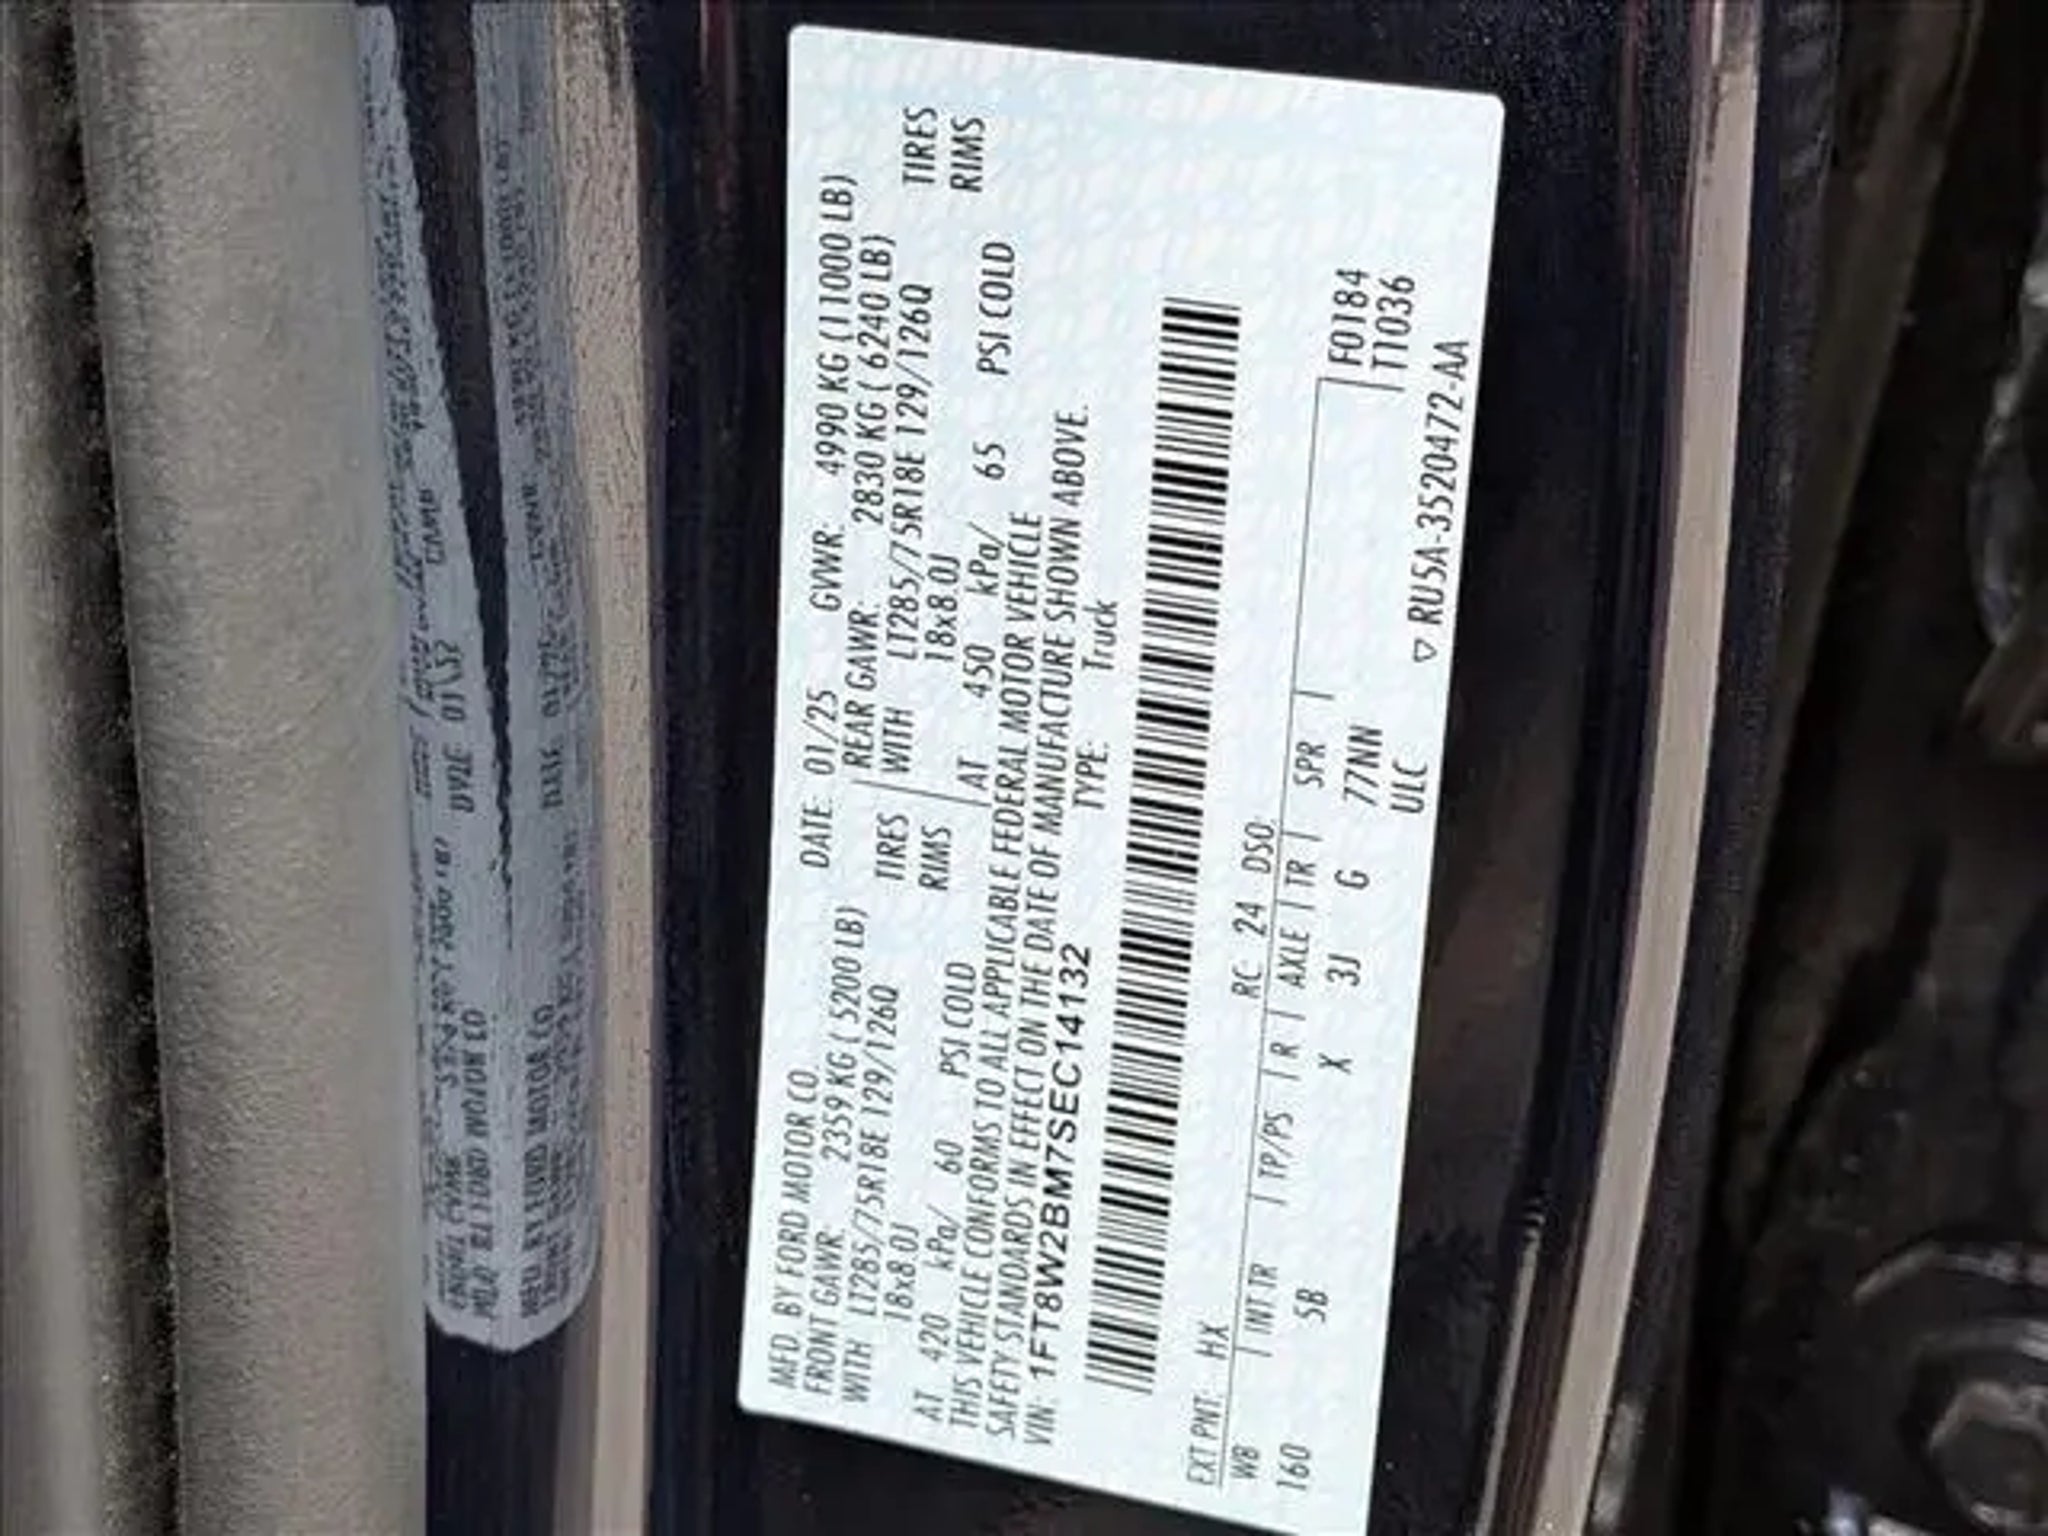 MFD. BY FORD MOTOR CO. DATE: 01/25 GVWR: 4990 KG (11000 LB)
FRONT GAWR: 2359 KG (5200 LB) REAR GAWR: 2830 KG (6240 LB)
WITH LT285/75R18E 129/126Q TIRES WITH LT285/75R18E 129/126Q TIRES
18x8.0J RIMS 18x8.0J RIMS
AT 420 kPa/ 60 PSI COLD AT 450 kPa/ 65 PSI COLD
THIS VEHICLE CONFORMS TO ALL APPLICABLE FEDERAL MOTOR VEHICLE
SAFETY STANDARDS IN EFFECT ON THE DATE OF MANUFACTURE SHOWN ABOVE.
VIN: 1FT8W2BM7SEC14132 TYPE: Truck
EXT PNT: HX RC: 24 DSO:
WB INT TR TP/PS R AXLE TR SPR F0184
160 5B X 3J G 77NN T1036
ULC
▽ RU5A-3520472-AA
MFD. BY FORD MOTOR CO.